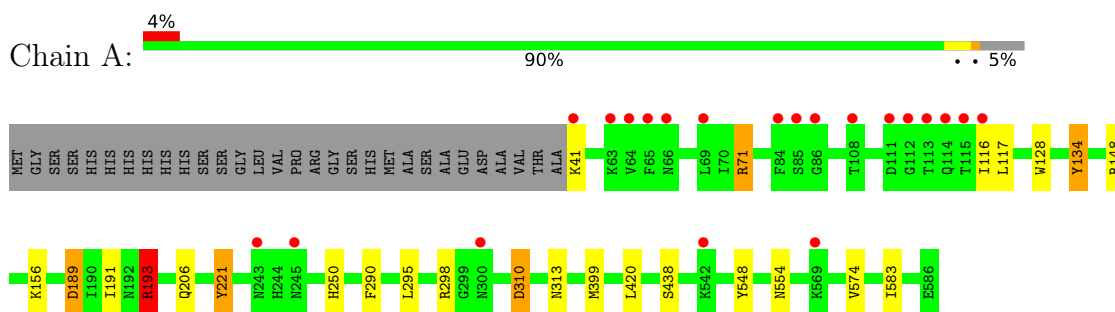 4%
Chain A:
90% • • 5%
MET GLY SER SER HIS HIS HIS HIS HIS HIS SER SER GLY LEU VAL PRO ARG GLY SER HIS MET ALA SER ALA GLU ASP ALA VAL THR ALA K41 K63 V64 F65 N66 L69 I70 R71 F84 S85 G86 T108 D111 G112 T113 Q114 T115 I116 L117 W128 Y134 R148
K156 D189 I190 I191 N192 R193 Q206 Y221 N243 H244 N245 H250 F290 L295 R298 G299 N300 D310 N313 M399 L420 S438 K542 Y548 N554 K569 V574 I583 E586